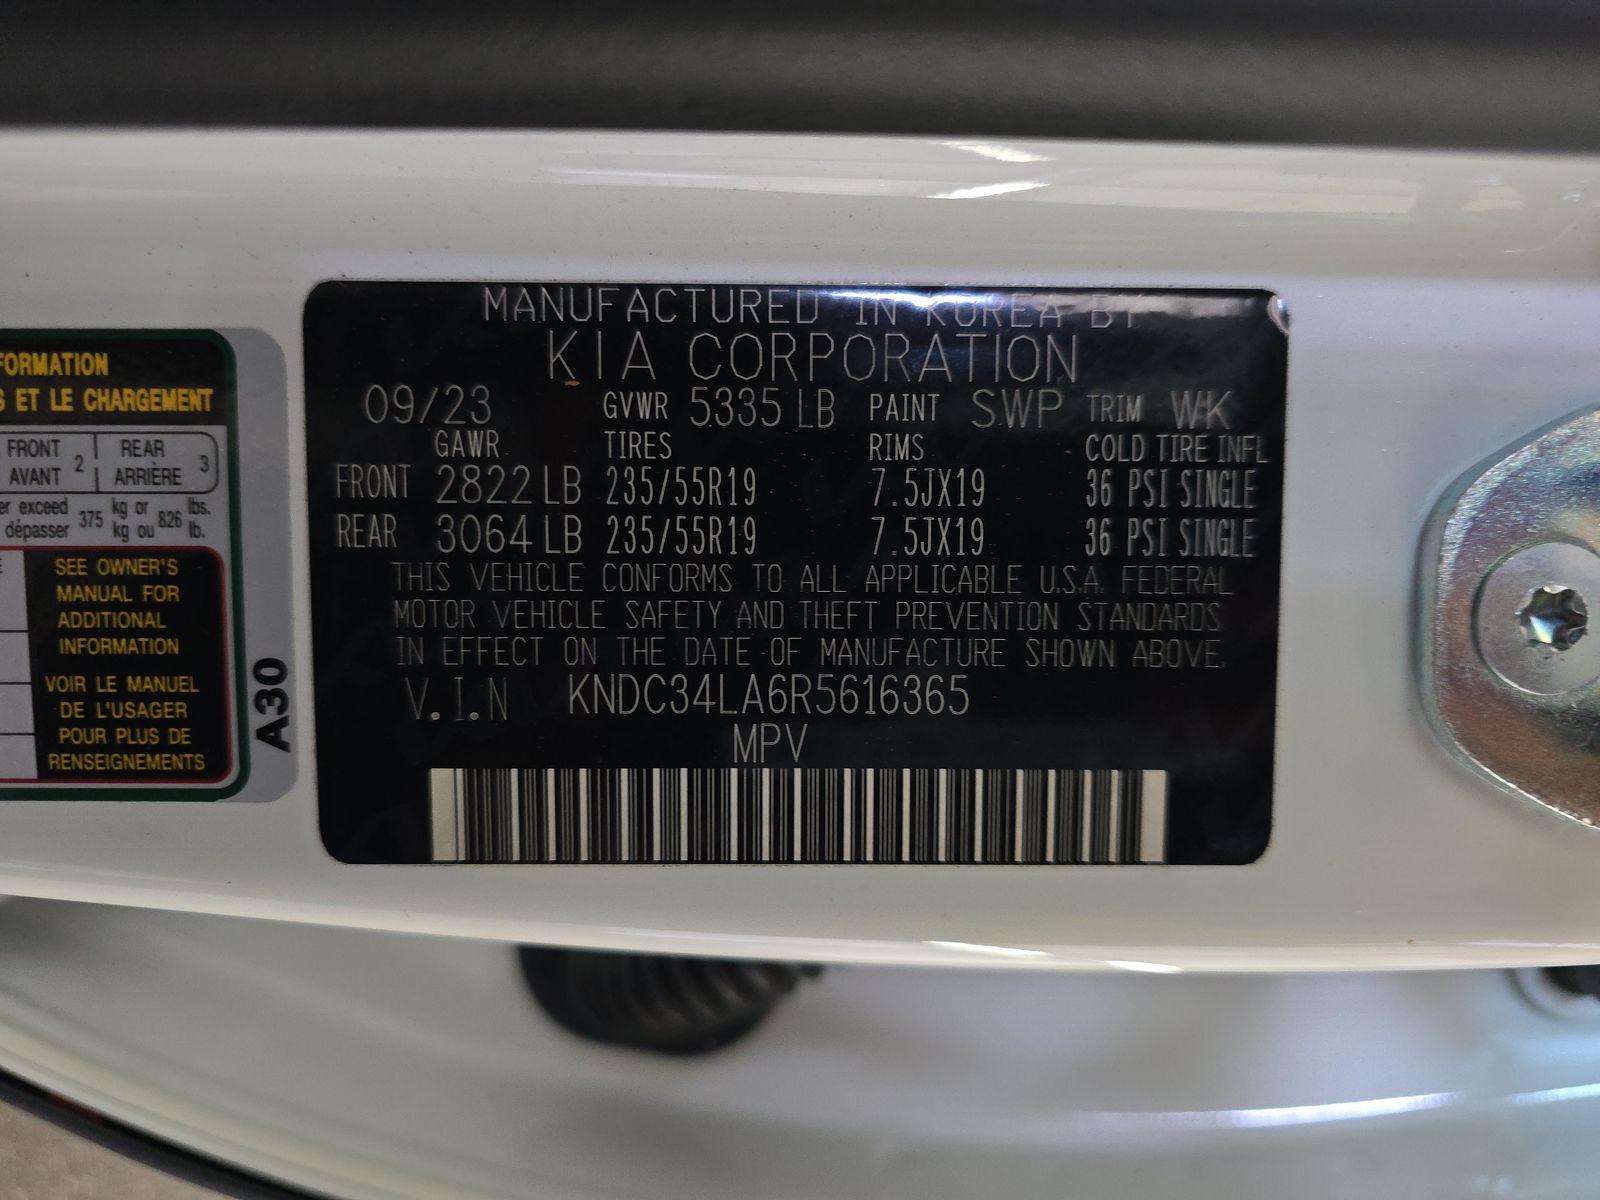 FORMATION
S ET LE CHARGEMENT
FRONT 2 REAR 3
AVANT ARRIÈRE
er exceed 375 kg or 826 lbs.
dépasser kg ou lb.
E
SEE OWNER'S
MANUAL FOR
ADDITIONAL
INFORMATION
VOIR LE MANUEL
DE L'USAGER
POUR PLUS DE
RENSEIGNEMENTS
A30
MANUFACTURED IN KOREA BY
KIA CORPORATION
09/23 GVWR 5335 LB PAINT SWP TRIM WK
GAWR TIRES RIMS COLD TIRE INFL
FRONT 2822 LB 235/55R19 7.5JX19 36 PSI SINGLE
REAR 3064 LB 235/55R19 7.5JX19 36 PSI SINGLE
THIS VEHICLE CONFORMS TO ALL APPLICABLE U.S.A. FEDERAL
MOTOR VEHICLE SAFETY AND THEFT PREVENTION STANDARDS
IN EFFECT ON THE DATE OF MANUFACTURE SHOWN ABOVE.
V.I.N KNDC34LA6R5616365
MPV